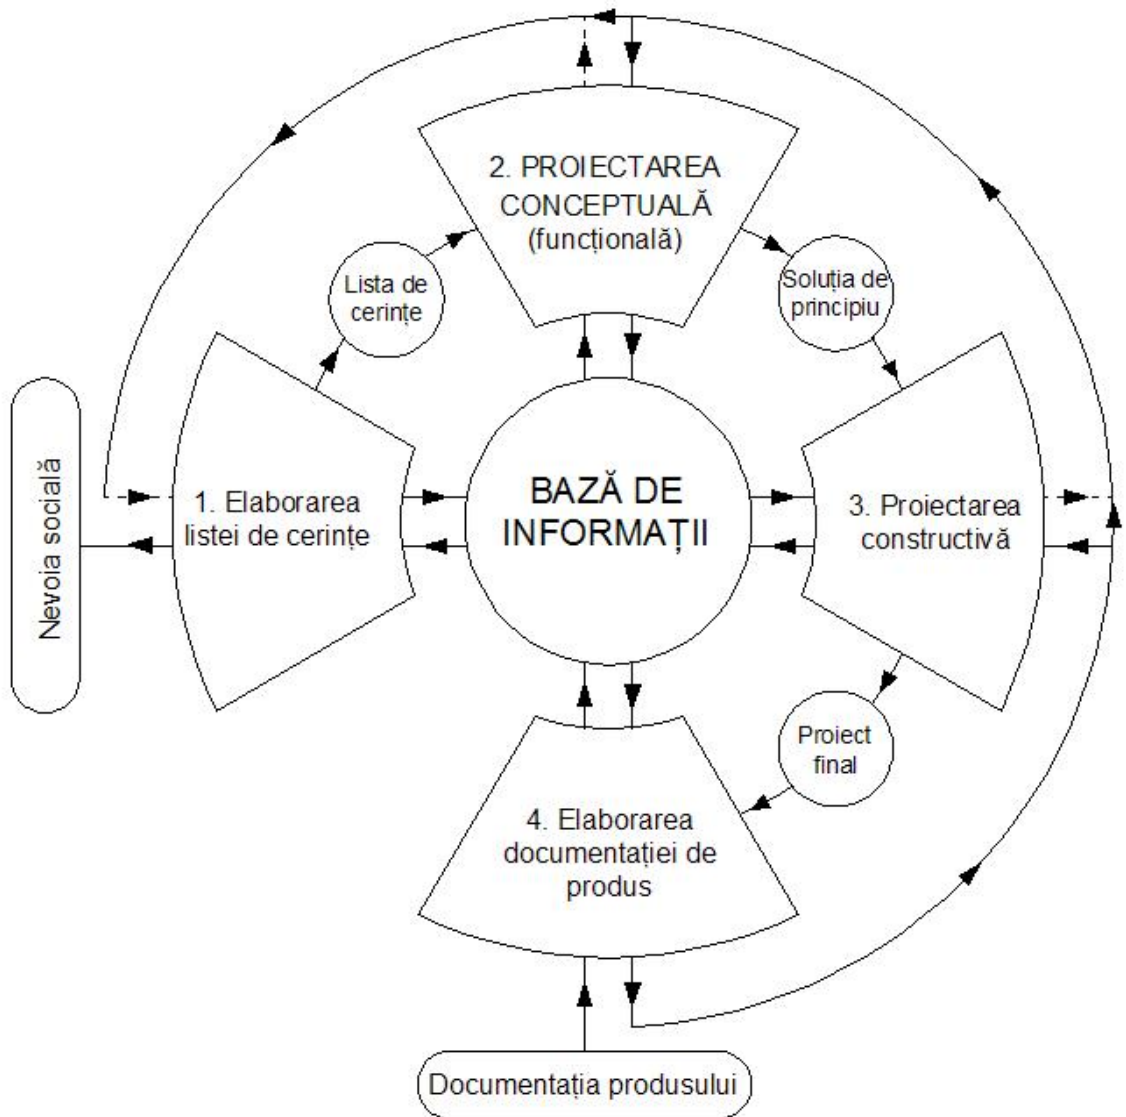 2. PROIECTAREA
CONCEPTUALĂ
(funcțională)
Lista de
cerințe
Soluția de
principiu
Nevoia socială
1. Elaborarea
listei de cerințe
BAZĂ DE
INFORMAȚII
3. Proiectarea
constructivă
Proiect
final
4. Elaborarea
documentației de
produs
Documentația produsului